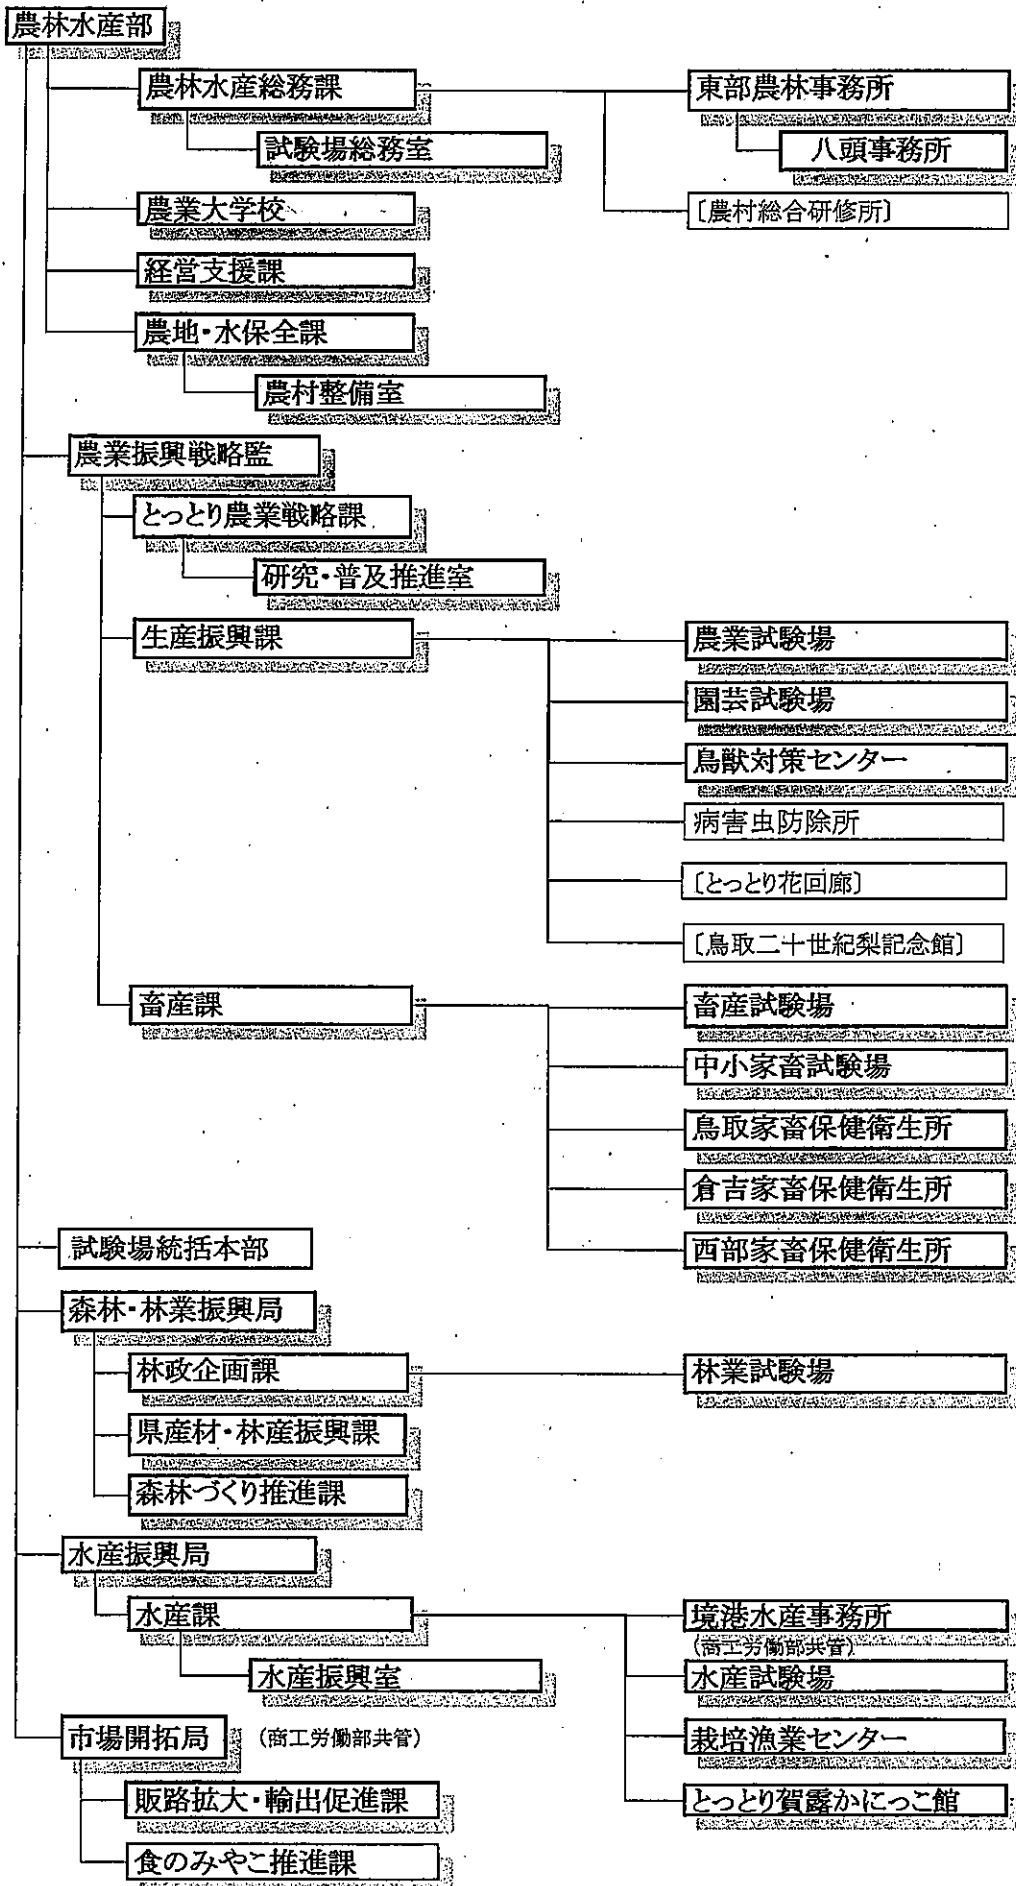 農林水産部
農林水産総務課
東部農林事務所
試験場総務室
八頭事務所
農業大学校
〔農村総合研修所〕
経営支援課
農地・水保全課
農村整備室
農業振興戦略監
とっとり農業戦略課
研究・普及推進室
生産振興課
農業試験場
園芸試験場
鳥獣対策センター
病害虫防除所
〔とっとり花回廊〕
〔鳥取二十世紀梨記念館〕
畜産課
畜産試験場
中小家畜試験場
鳥取家畜保健衛生所
倉吉家畜保健衛生所
西部家畜保健衛生所
試験場統括本部
森林・林業振興局
林政企画課
林業試験場
県産材・林産振興課
森林づくり推進課
水産振興局
水産課
境港水産事務所
(商工労働部共管)
水産振興室
水産試験場
市場開拓局
(商工労働部共管)
栽培漁業センター
販路拡大・輸出促進課
とっとり賀露かにっこ館
食のみやこ推進課